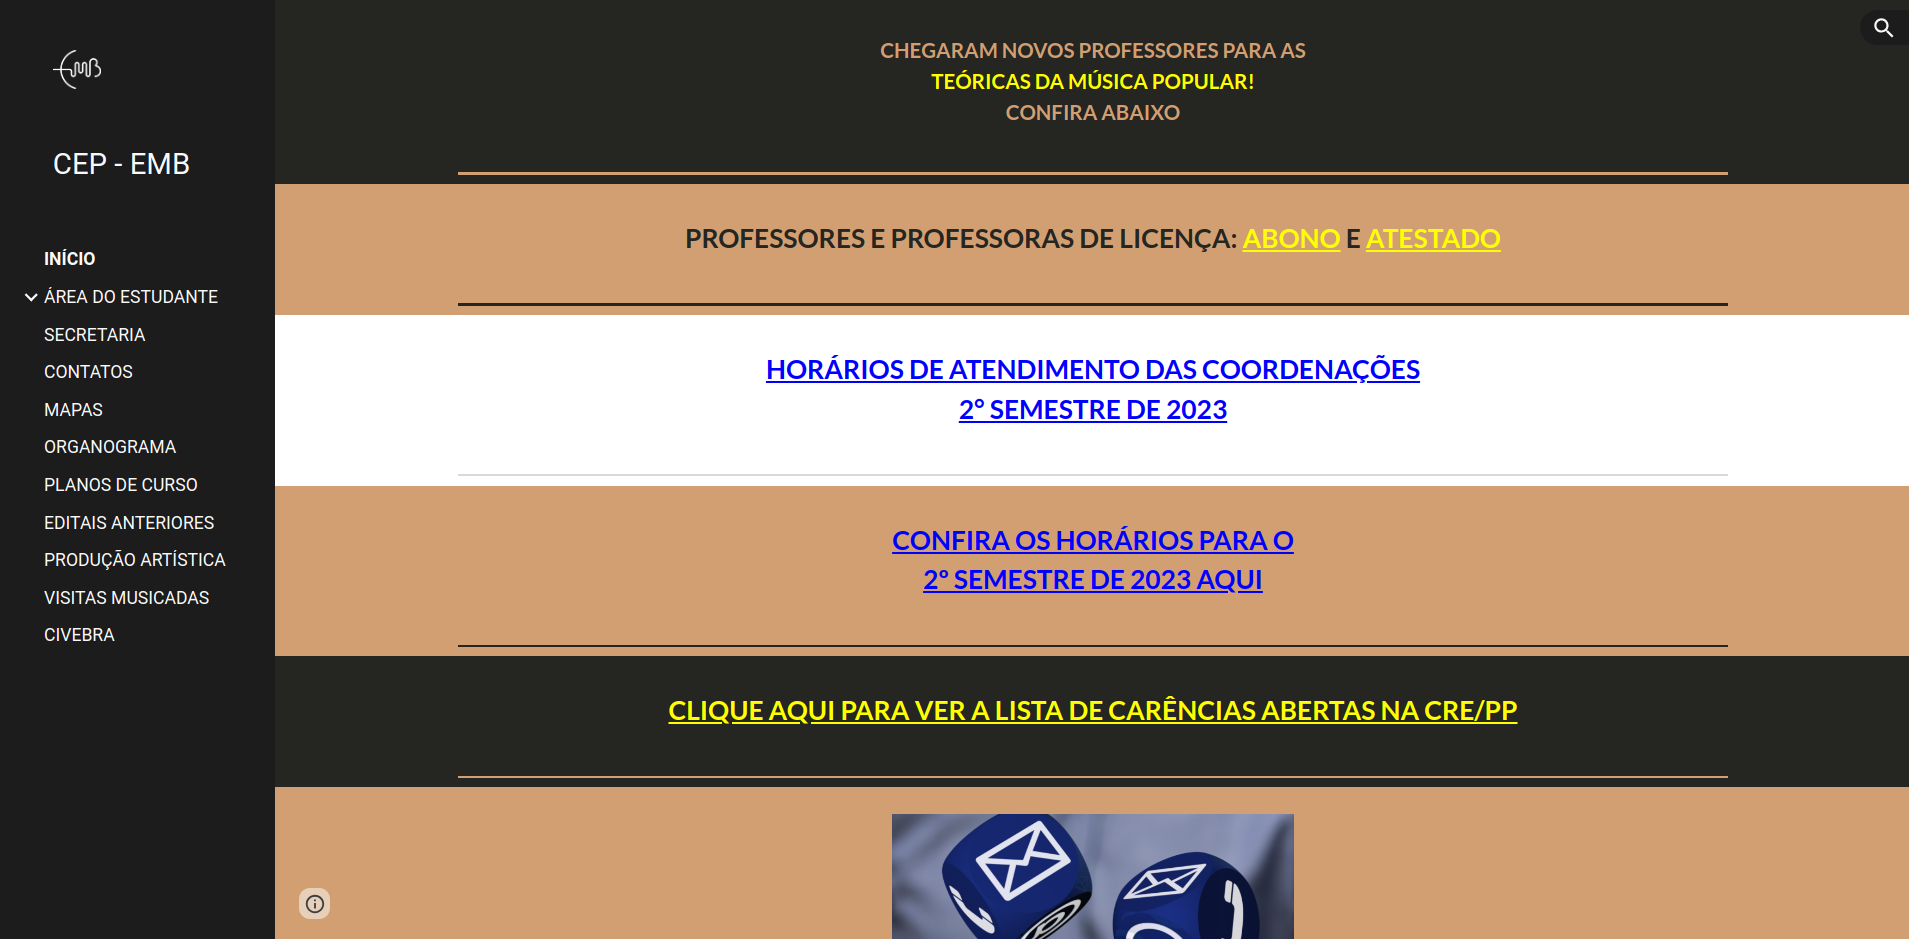 CEP - EMB
INÍCIO
ÁREA DO ESTUDANTE
SECRETARIA
CONTATOS
MAPAS
ORGANOGRAMA
PLANOS DE CURSO
EDITAIS ANTERIORES
PRODUÇÃO ARTÍSTICA
VISITAS MUSICADAS
CIVEBRA
CHEGARAM NOVOS PROFESSORES PARA AS
TEÓRICAS DA MÚSICA POPULAR!
CONFIRA ABAIXO
PROFESSORES E PROFESSORAS DE LICENÇA: ABONO E ATESTADO
HORÁRIOS DE ATENDIMENTO DAS COORDENAÇÕES
2° SEMESTRE DE 2023
CONFIRA OS HORÁRIOS PARA O
2º SEMESTRE DE 2023 AQUI
CLIQUE AQUI PARA VER A LISTA DE CARÊNCIAS ABERTAS NA CRE/PP